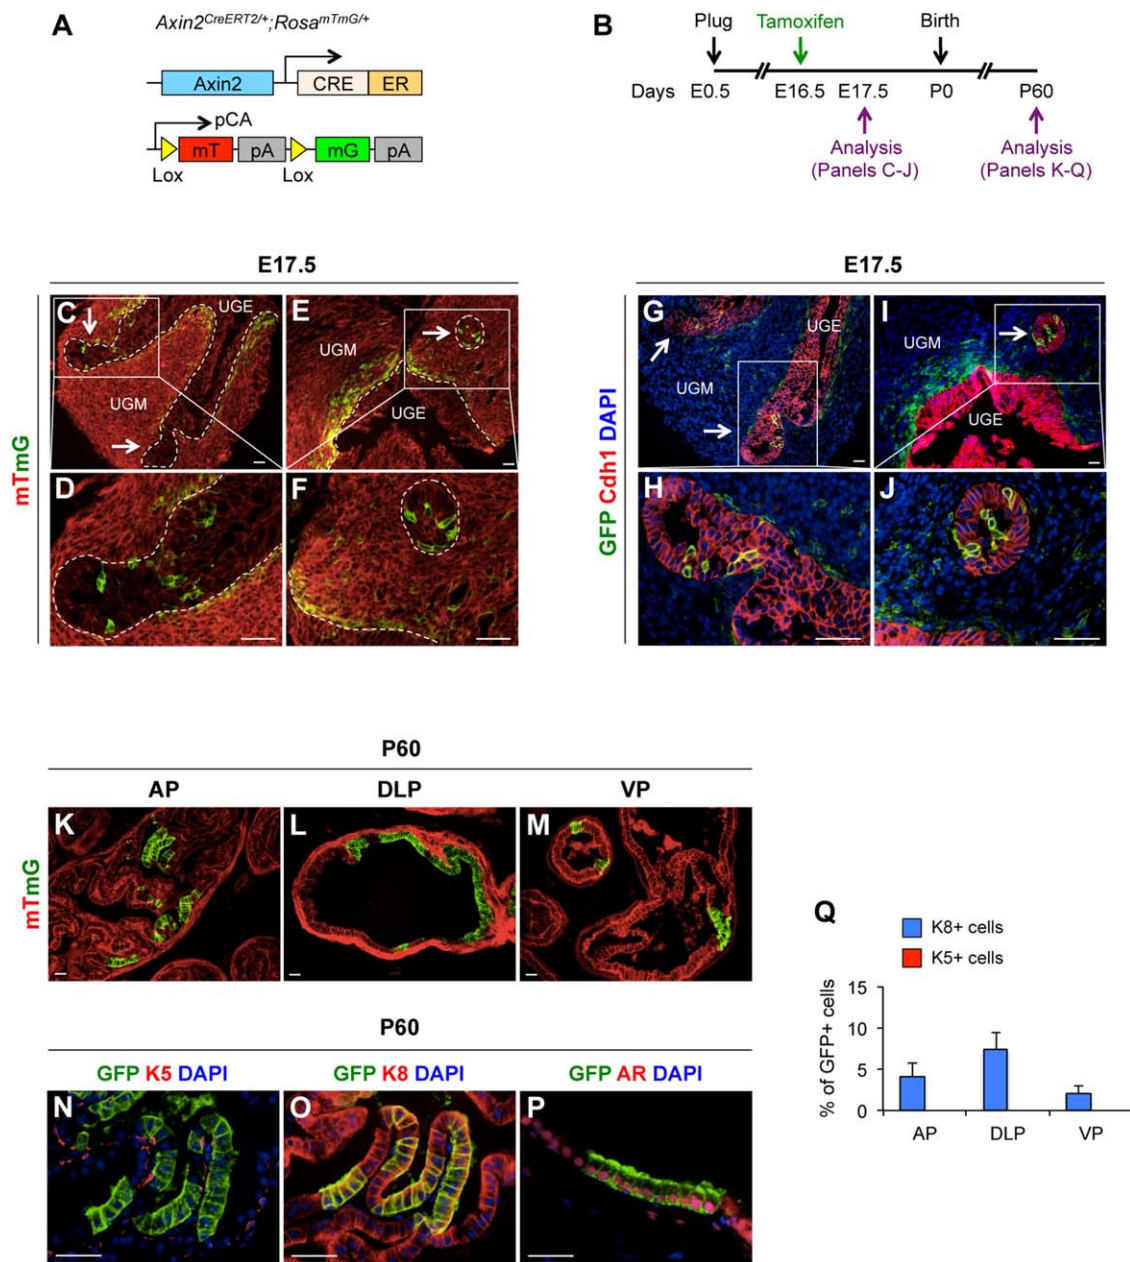 A
Axin2CreERT2/+;RosamTmG/+
Axin2
CRE
ER
pCA
mT
pA
mG
pA
Lox
Lox
B
Plug
Tamoxifen
Birth
Days
E0.5
E16.5
E17.5
P0
P60
Analysis
(Panels C-J)
Analysis
(Panels K-Q)
E17.5
mTmG
C
UGE
UGM
E
UGM
UGE
D
F
E17.5
GFP Cdh1 DAPI
G
UGE
UGM
I
UGM
UGE
H
J
P60
AP
DLP
VP
mTmG
K
L
M
P60
GFP K5 DAPI
GFP K8 DAPI
GFP AR DAPI
N
O
P
Q
K8+ cells
K5+ cells
% of GFP+ cells
15
10
5
0
AP
DLP
VP